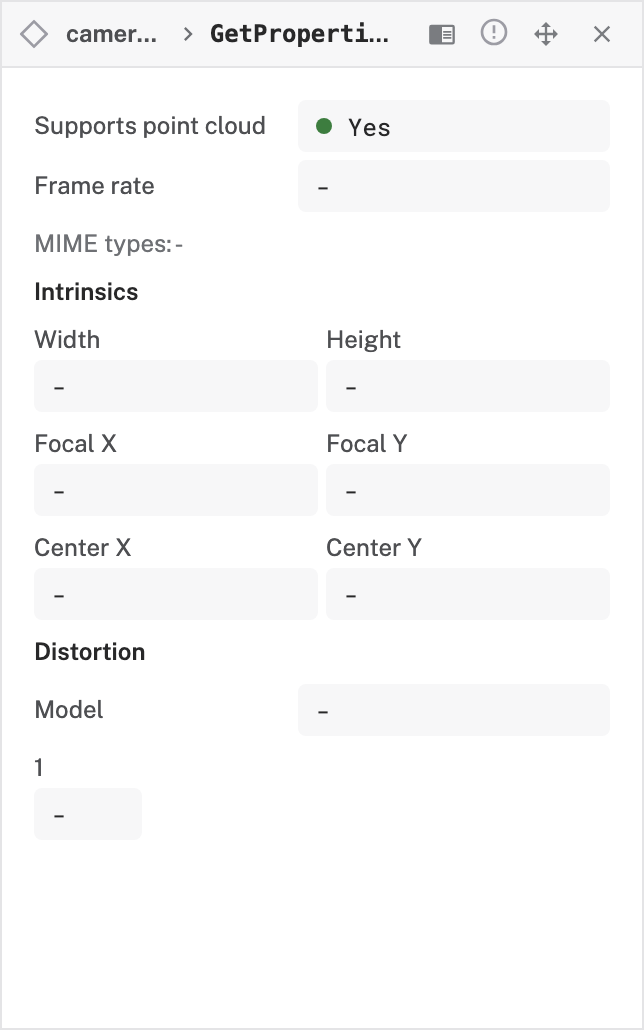 camer... > GetProperti...
Supports point cloud Yes
Frame rate –
MIME types: -
Intrinsics
Width Height
– –
Focal X Focal Y
– –
Center X Center Y
– –
Distortion
Model –
1
–